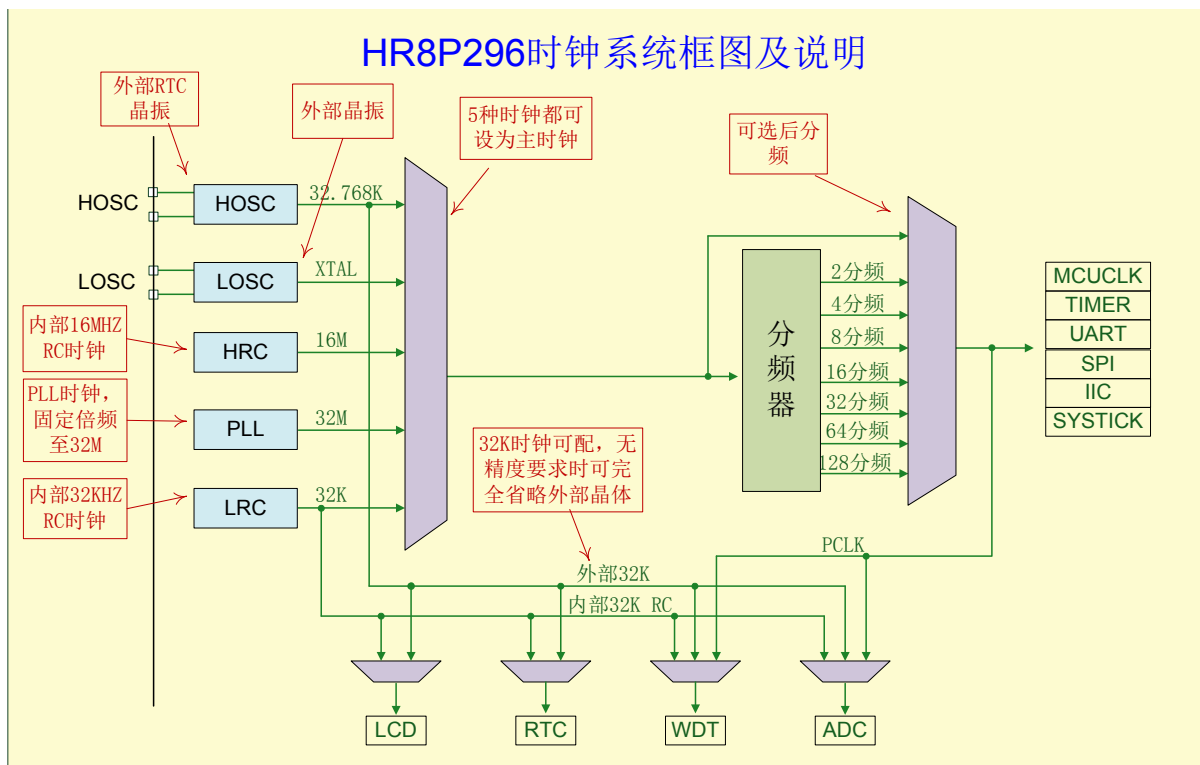 HR8P296时钟系统框图及说明
外部RTC
晶振
外部晶振
5种时钟都可
设为主时钟
可选后分
频
HOSC
HOSC
32.768K
LOSC
LOSC
XTAL
内部16MHZ
RC时钟
HRC
16M
PLL时钟，
固定倍频
至32M
PLL
32M
内部32KHZ
RC时钟
LRC
32K
32K时钟可配，无
精度要求时可完
全省略外部晶体
分
频
器
2分频
4分频
8分频
16分频
32分频
64分频
128分频
MCUCLK
TIMER
UART
SPI
IIC
SYSTICK
PCLK
外部32K
内部32K RC
LCD
RTC
WDT
ADC